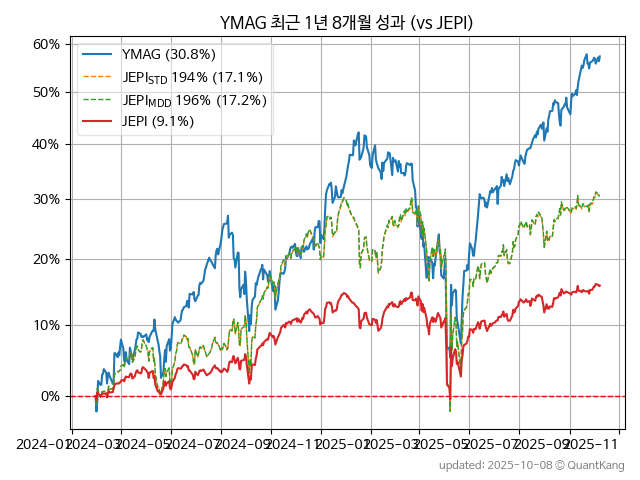 YMAG 최근 1년 8개월 성과 (vs JEPI)
YMAG (30.8%)
JEPISTD 194% (17.1%)
JEPIMDD 196% (17.2%)
JEPI (9.1%)
60%
50%
40%
30%
20%
10%
0%
2024-01 2024-03 2024-05 2024-07 2024-09 2024-11 2025-01 2025-03 2025-05 2025-07 2025-09 2025-11
updated: 2025-10-08 © QuantKang